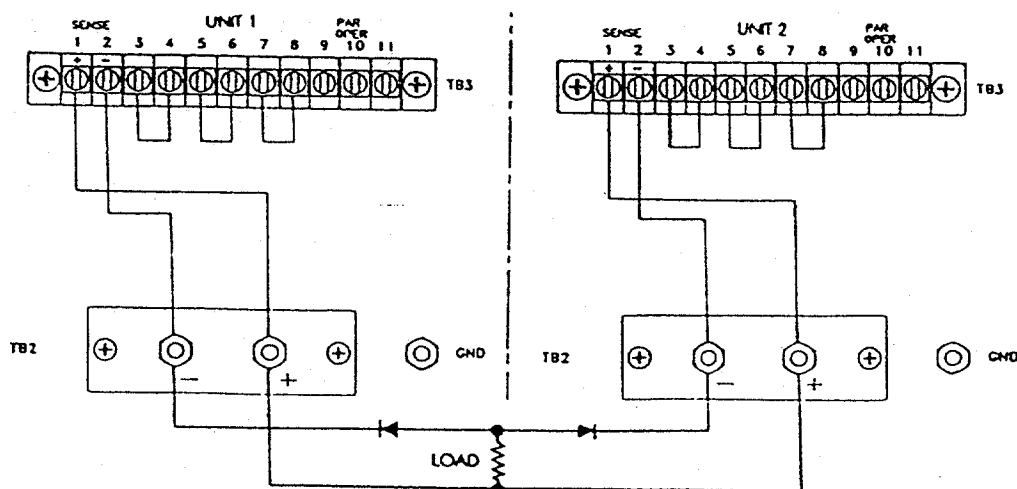 UNIT 1
SENSE
PAR
OPER
1 2 3 4 5 6 7 8 9 10 11
+ −
TB3
UNIT 2
SENSE
PAR
OPER
1 2 3 4 5 6 7 8 9 10 11
+ −
TB3
TB2
− +
GND
TB2
− +
GND
LOAD